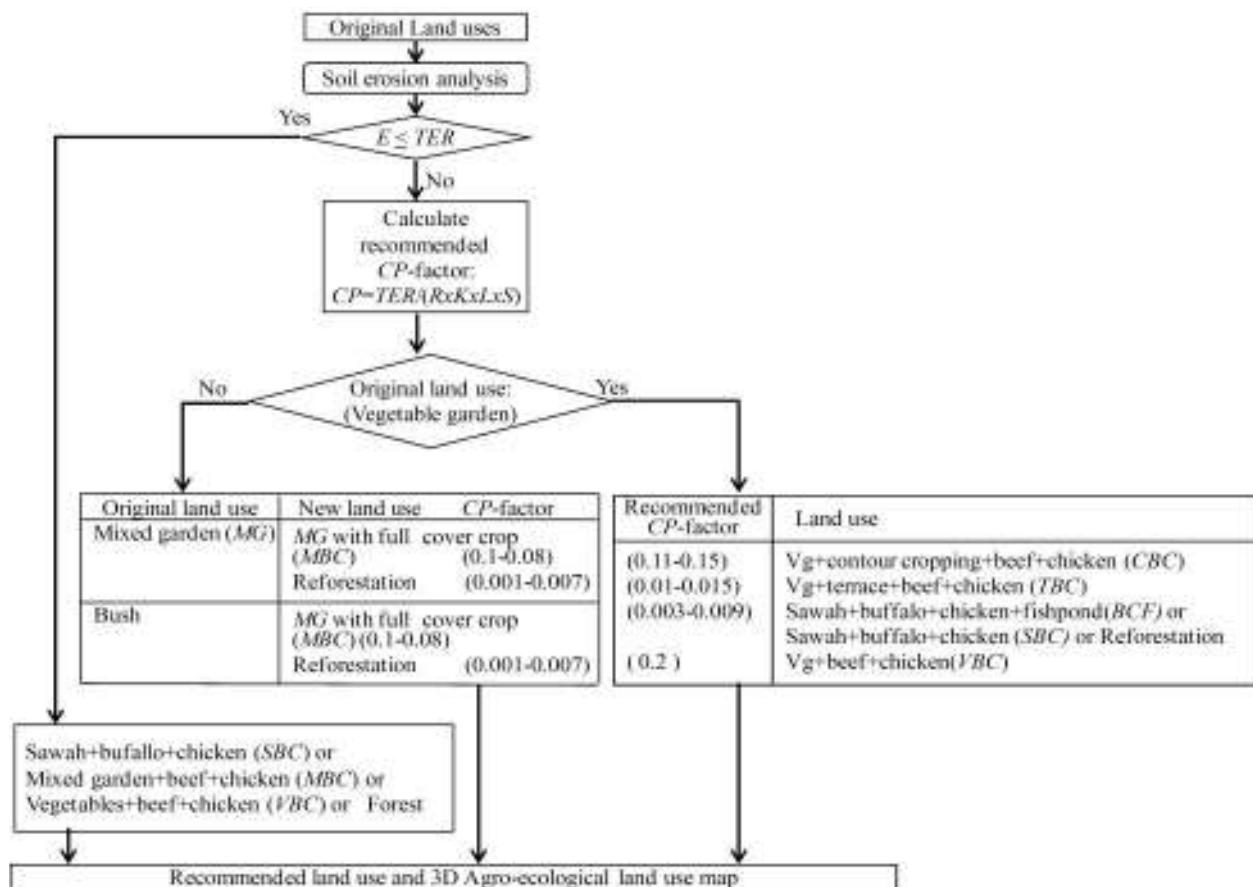 Original Land uses
Soil erosion analysis
Yes
E ≤ TER
No
Calculate
recommended
CP-factor:
CP=TER/(RxKxLxS)
No
Original land use:
(Vegetable garden)
Yes
Original land use New land use CP-factor
Mixed garden (MG) MG with full cover crop
(MBC) (0.1-0.08)
Reforestation (0.001-0.007)
Bush MG with full cover crop
(MBC) (0.1-0.08)
Reforestation (0.001-0.007)
Recommended
CP-factor Land use
(0.11-0.15) Vg+contour cropping+beef+chicken (CBC)
(0.01-0.015) Vg+terrace+beef+chicken (TBC)
(0.003-0.009) Sawah+buffalo+chicken+fishpond(BCF) or
Sawah+buffalo+chicken (SBC) or Reforestation
( 0.2 ) Vg+beef+chicken(VBC)
Sawah+bufallo+chicken (SBC) or
Mixed garden+beef+chicken (MBC) or
Vegetables+beef+chicken (VBC) or Forest
Recommended land use and 3D Agro-ecological land use map